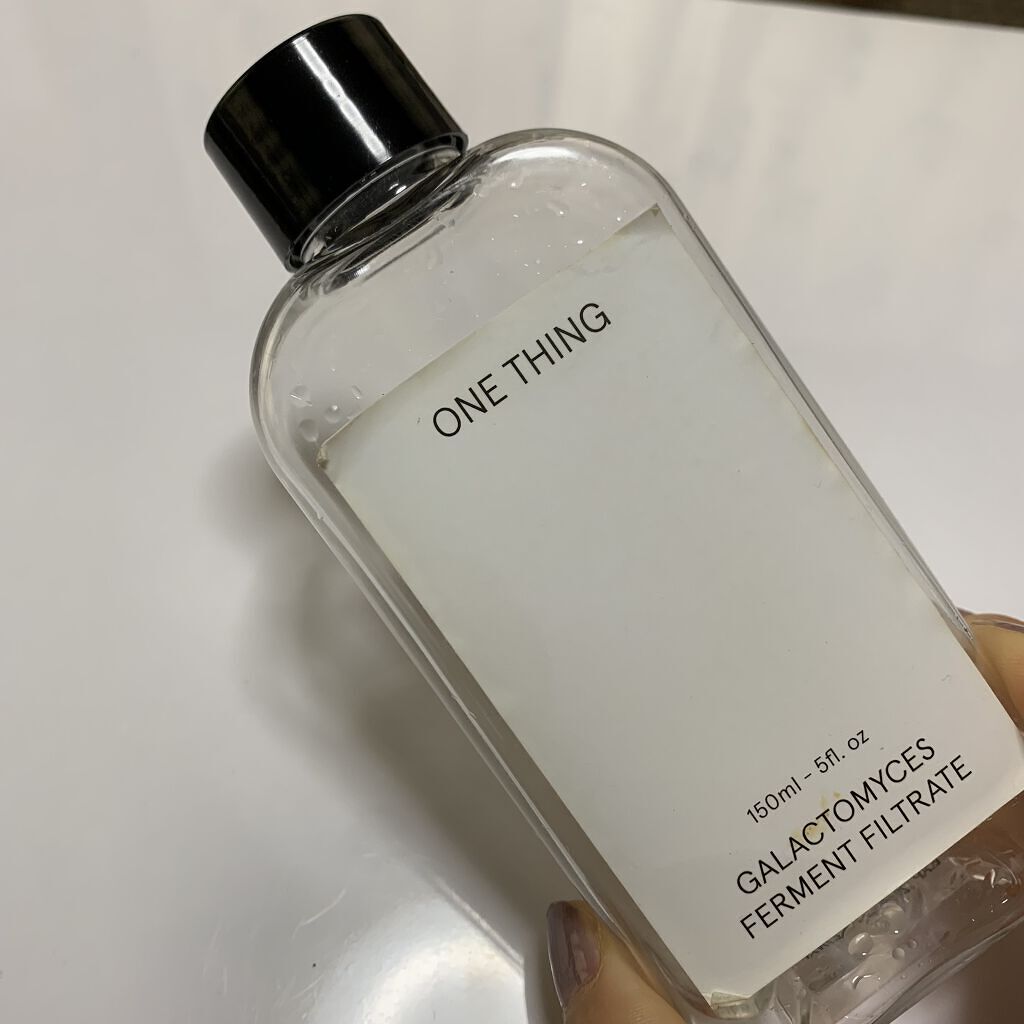 ONE THING
150ml - 5fl. oz
GALACTOMYCES
FERMENT FILTRATE